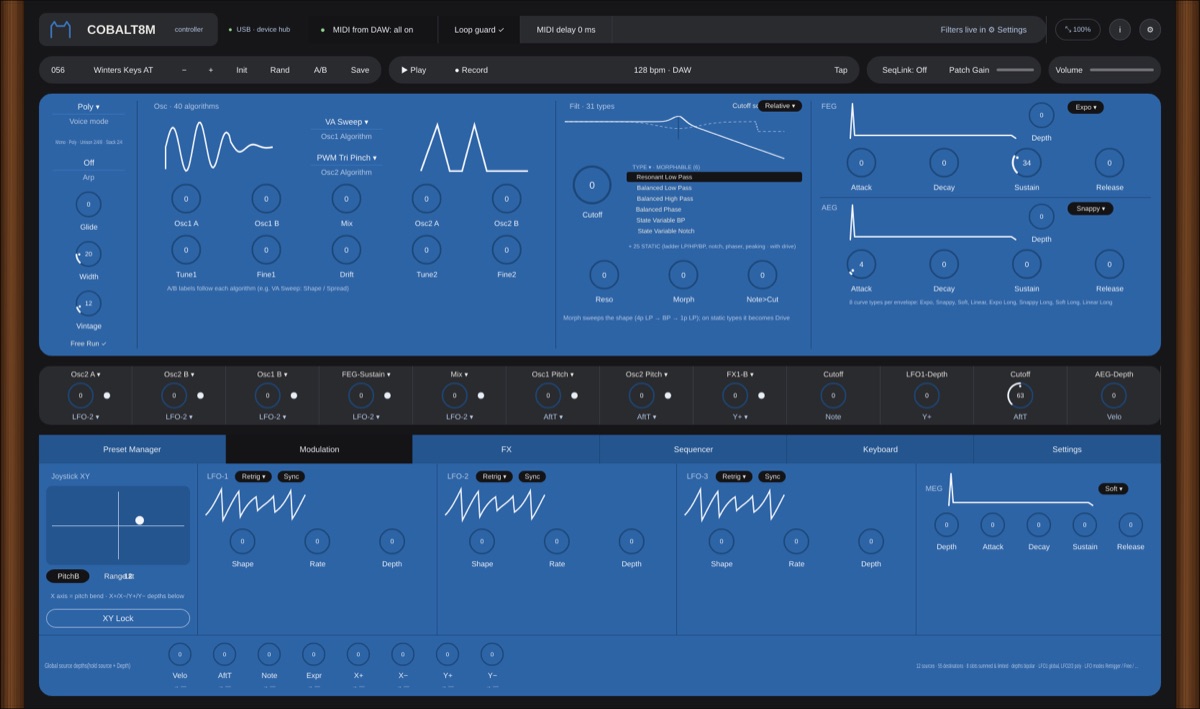 COBALT8M controller
USB · device hub
MIDI from DAW: all on
Loop guard ✓
MIDI delay 0 ms
Filters live in ⚙ Settings
100%
i
056 Winters Keys AT − + Init Rand A/B Save
▶ Play ● Record 128 bpm · DAW Tap
SeqLink: Off Patch Gain
Volume
Poly ▾
Voice mode
Off
Arp
0
Glide
20
Width
12
Vintage
Free Run ✓
Osc · 40 algorithms
VA Sweep ▾
Osc1 Algorithm
PWM Tri Pinch ▾
Osc2 Algorithm
0 0 0 0 0
Osc1 A Osc1 B Mix Osc2 A Osc2 B
0 0 0 0 0
Tune1 Fine1 Drift Tune2 Fine2
A/B labels follow each algorithm (e.g. VA Sweep: Shape / Spread)
Filt · 31 types
Cutoff Relative ▾
0
Cutoff
TYPE ▾ · MORPHABLE (6)
Resonant Low Pass
Balanced Low Pass
Balanced High Pass
Balanced Phase
State Variable BP
State Variable Notch
+ 25 STATIC (ladder LP/HP/BP, notch, phaser, peaking · with drive)
0 0 0
Reso Morph Note>Cut
Morph sweeps the shape (4p LP → BP → 1p LP); on static types it becomes Drive
FEG
0
Depth
Expo ▾
0 0 34 0
Attack Decay Sustain Release
AEG
0
Depth
Snappy ▾
4 0 0 0
Attack Decay Sustain Release
8 curve types per envelope: Expo, Snappy, Soft, Linear, Expo Long, Snappy Long, Soft Long, Linear Long
Osc2 A ▾ Osc2 B ▾ Osc1 B ▾ FEG-Sustain ▾ Mix ▾ Osc1 Pitch ▾ Osc2 Pitch ▾ FX1-B ▾ Cutoff LFO1-Depth Cutoff AEG-Depth
0 0 0 0 0 0 0 0 0 0 63 0
LFO-2 ▾ LFO-2 ▾ LFO-2 ▾ LFO-2 ▾ LFO-2 ▾ AftT ▾ AftT ▾ Y+ ▾ Note Y+ AftT Velo
Preset Manager Modulation FX Sequencer Keyboard Settings
Joystick XY
PitchB Range
X axis = pitch bend · X+/X−/Y+/Y− depths below
XY Lock
LFO-1 Retrig ▾ Sync
0 0 0
Shape Rate Depth
LFO-2 Retrig ▾ Sync
0 0 0
Shape Rate Depth
LFO-3 Retrig ▾ Sync
0 0 0
Shape Rate Depth
MEG Soft ▾
0 0 0 0 0
Depth Attack Decay Sustain Release
Global source depths(hold source + Depth)
0 0 0 0 0 0 0 0
Velo AftT Note Expr X+ X− Y+ Y−